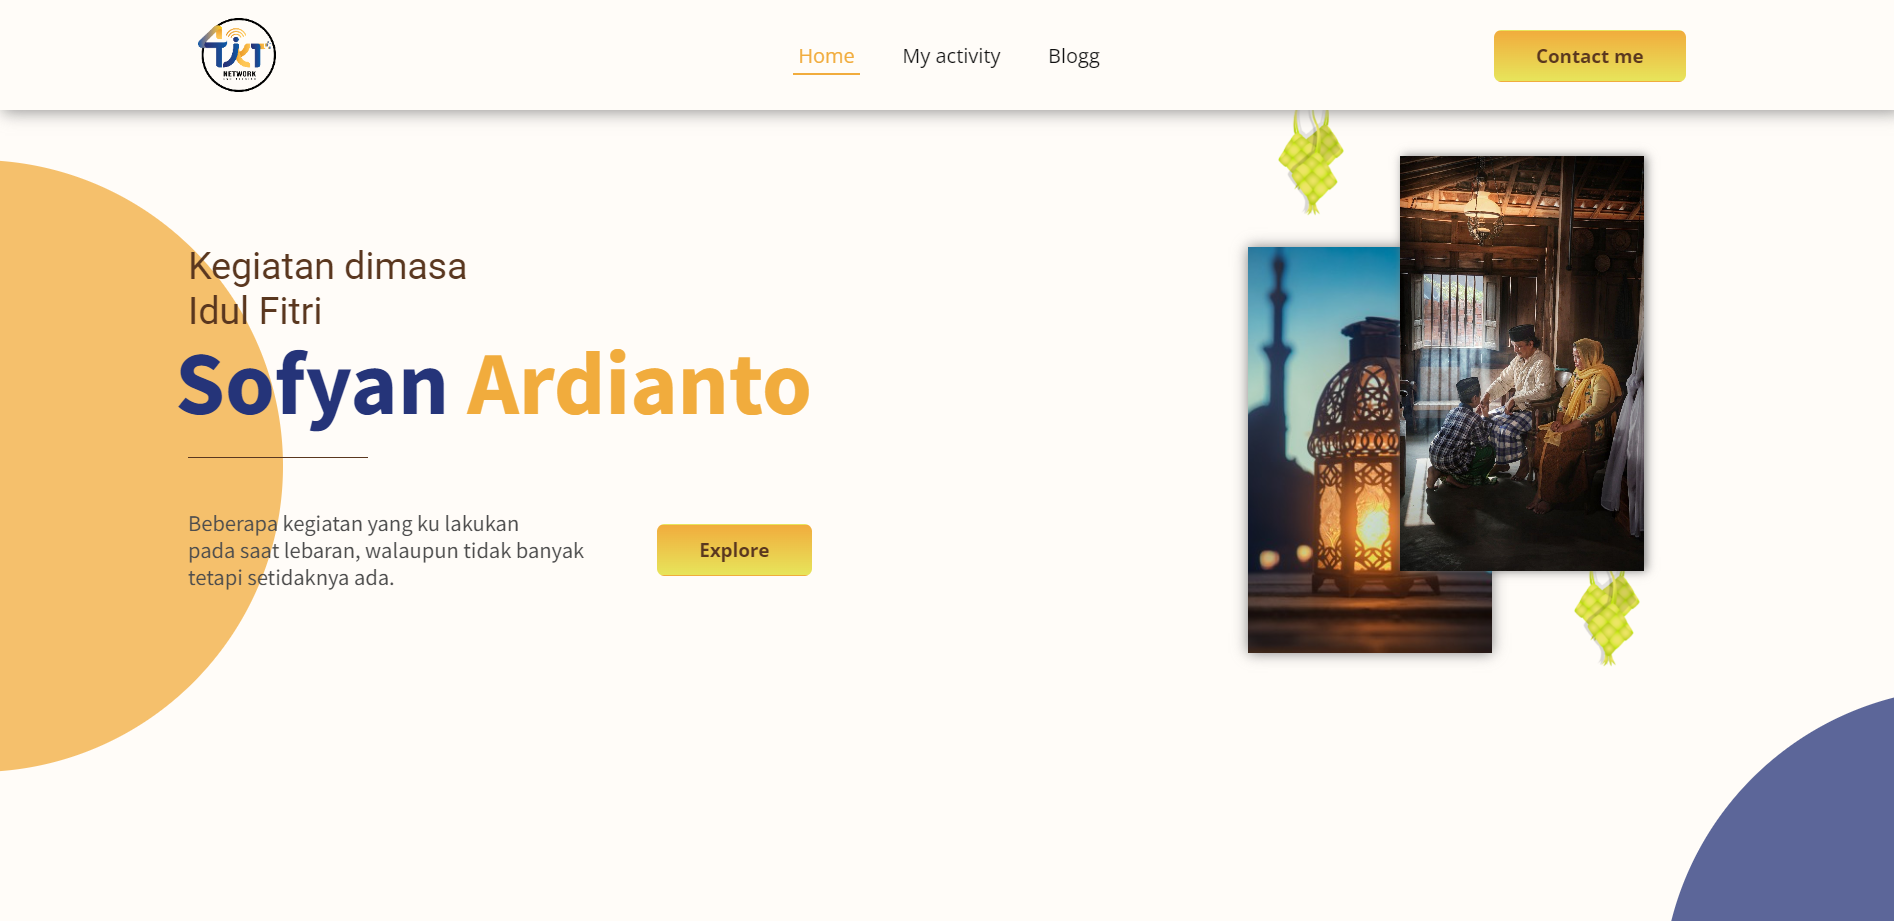 TJKT
NETWORK
Home
My activity
Blogg
Contact me
Kegiatan dimasa
Idul Fitri
Sofyan Ardianto
Beberapa kegiatan yang ku lakukan
pada saat lebaran, walaupun tidak banyak
tetapi setidaknya ada.
Explore